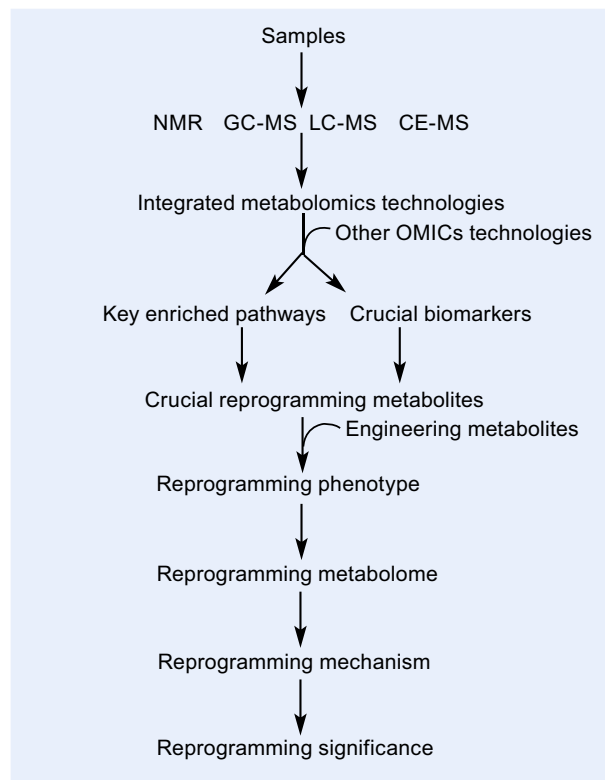 Samples
NMR GC-MS LC-MS CE-MS
Integrated metabolomics technologies
Other OMICs technologies
Key enriched pathways Crucial biomarkers
Crucial reprogramming metabolites
Engineering metabolites
Reprogramming phenotype
Reprogramming metabolome
Reprogramming mechanism
Reprogramming significance